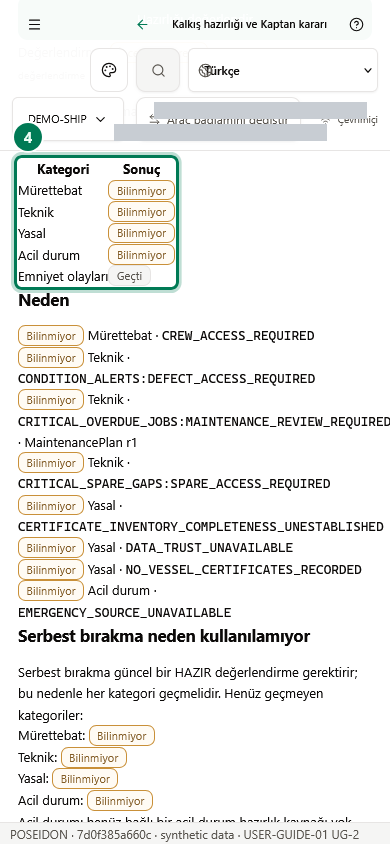 Kalkış hazırlığı ve Kaptan kararı
Türkçe
DEMO-SHIP
Araç bağlamını değiştir
Çevrimiçi
4
Kategori Sonuç
Mürettebat Bilinmiyor
Teknik Bilinmiyor
Yasal Bilinmiyor
Acil durum Bilinmiyor
Emniyet olayları Geçti
Neden
Bilinmiyor Mürettebat · CREW_ACCESS_REQUIRED
Bilinmiyor Teknik ·
CONDITION_ALERTS:DEFECT_ACCESS_REQUIRED
Bilinmiyor Teknik ·
CRITICAL_OVERDUE_JOBS:MAINTENANCE_REVIEW_REQUIRED
· MaintenancePlan r1
Bilinmiyor Teknik ·
CRITICAL_SPARE_GAPS:SPARE_ACCESS_REQUIRED
Bilinmiyor Yasal ·
CERTIFICATE_INVENTORY_COMPLETENESS_UNESTABLISHED
Bilinmiyor Yasal · DATA_TRUST_UNAVAILABLE
Bilinmiyor Yasal · NO_VESSEL_CERTIFICATES_RECORDED
Bilinmiyor Acil durum ·
EMERGENCY_SOURCE_UNAVAILABLE
Serbest bırakma neden kullanılamıyor
Serbest bırakma güncel bir HAZIR değerlendirme gerektirir;
bu nedenle her kategori geçmelidir. Henüz geçmeyen
kategoriler:
Mürettebat: Bilinmiyor
Teknik: Bilinmiyor
Yasal: Bilinmiyor
Acil durum: Bilinmiyor
POSEIDON · 7d0f385a660c · synthetic data · USER-GUIDE-01 UG-2